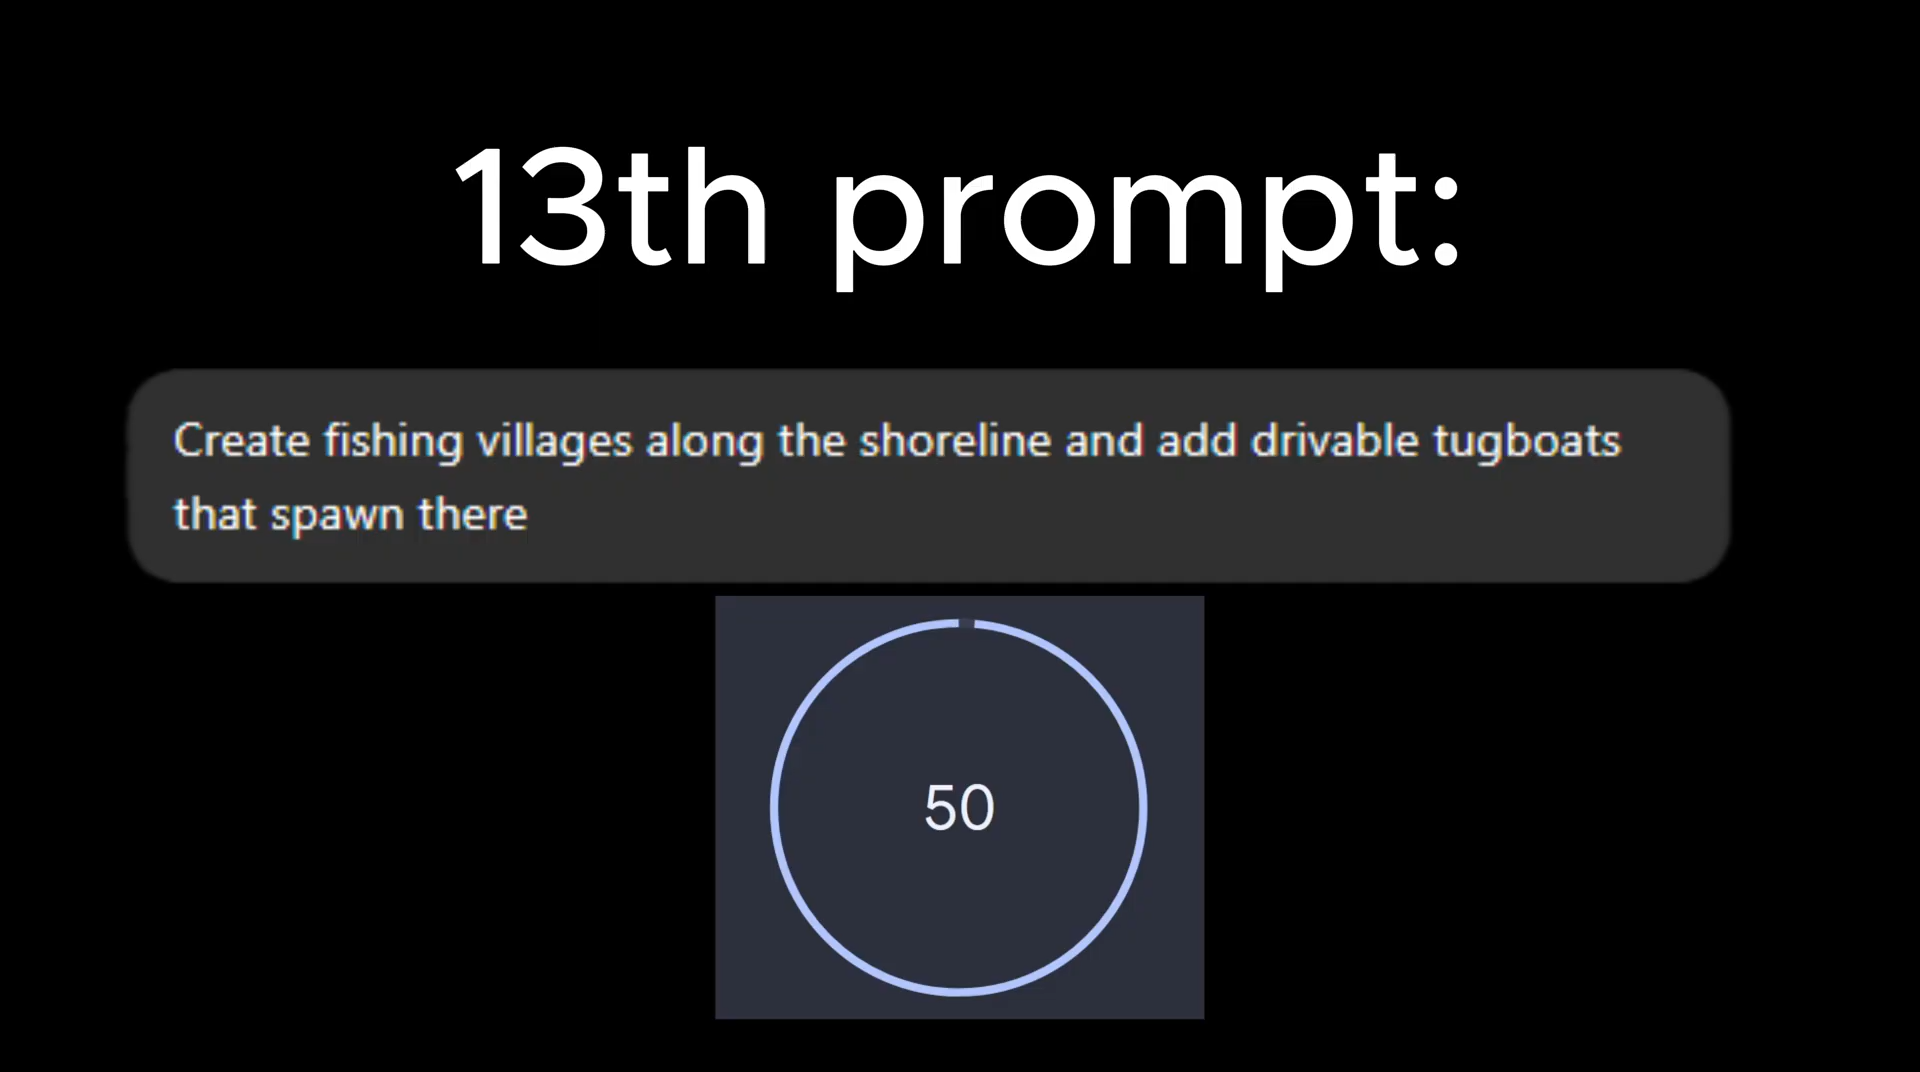 13th prompt:
Create fishing villages along the shoreline and add drivable tugboats
that spawn there
50